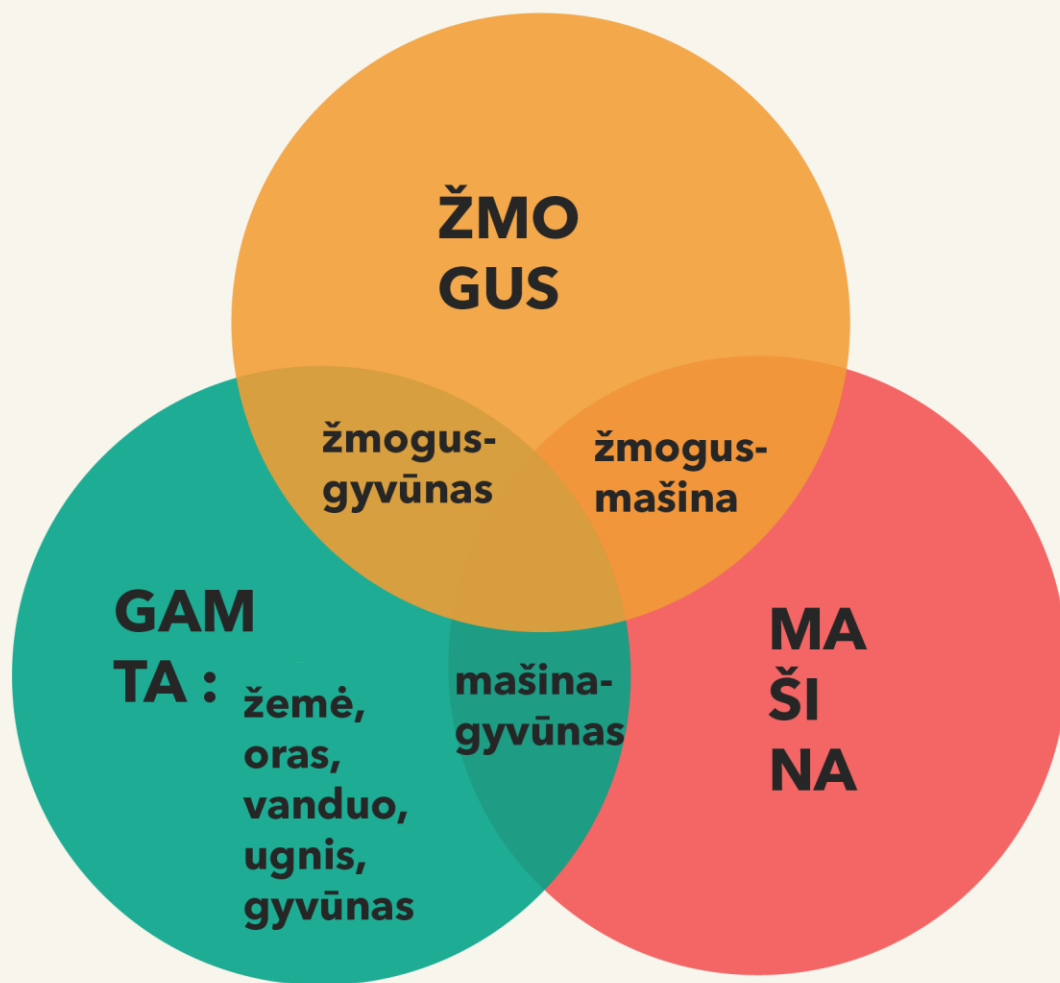 ŽMO
GUS
žmogus-
gyvūnas
žmogus-
mašina
GAM
TA :
žemė,
oras,
vanduo,
ugnis,
gyvūnas
mašina-
gyvūnas
MA
ŠI
NA